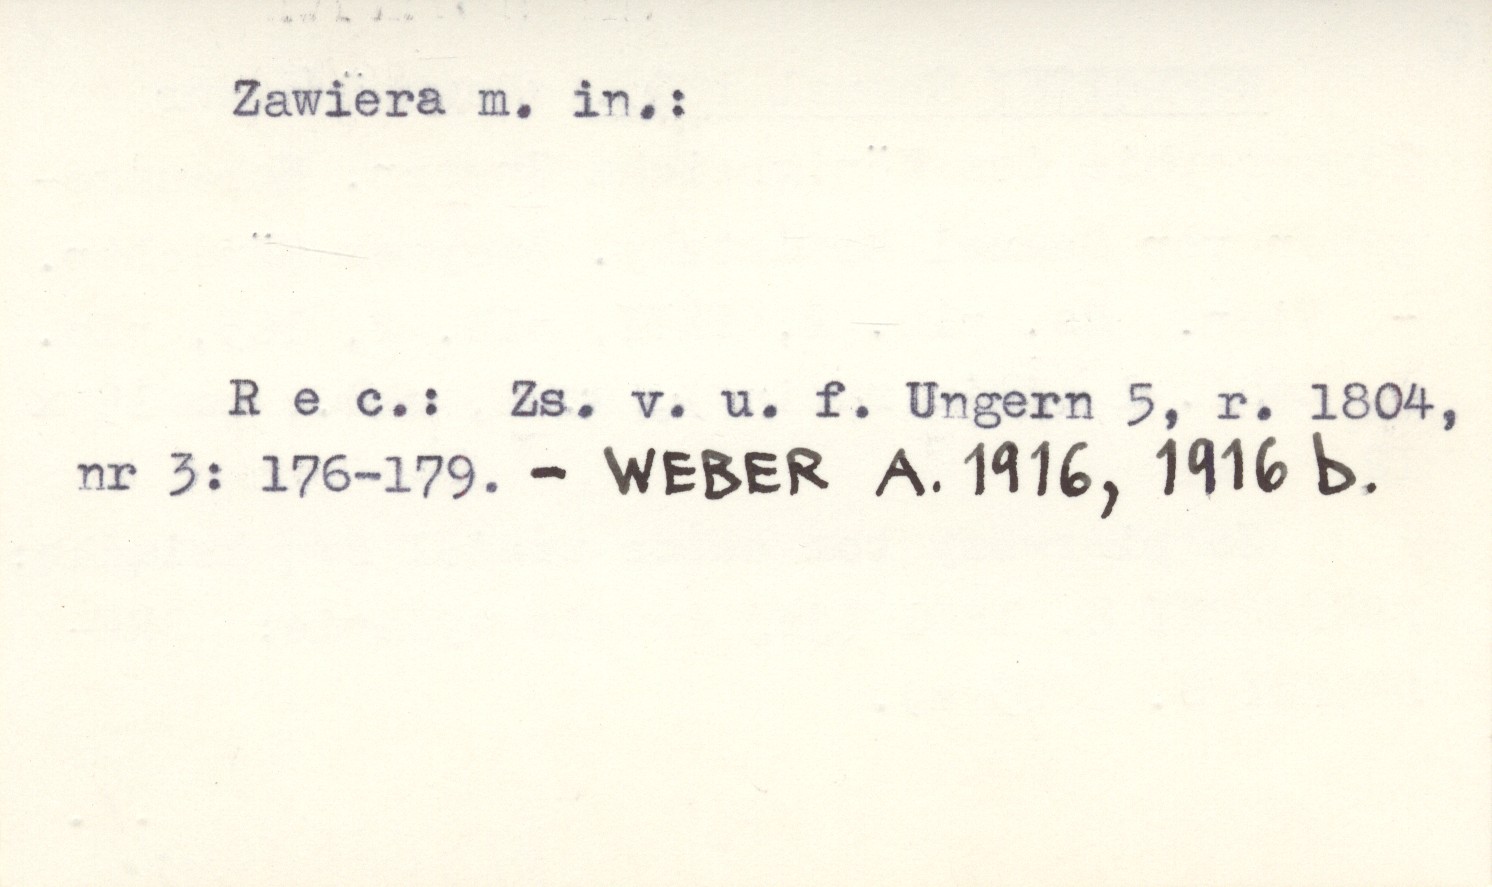 Zawiera m. in.:
R e c.: Zs. v. u. f. Ungern 5, r. 1804,
nr 3: 176-179. – WEBER A. 1916, 1916 b.